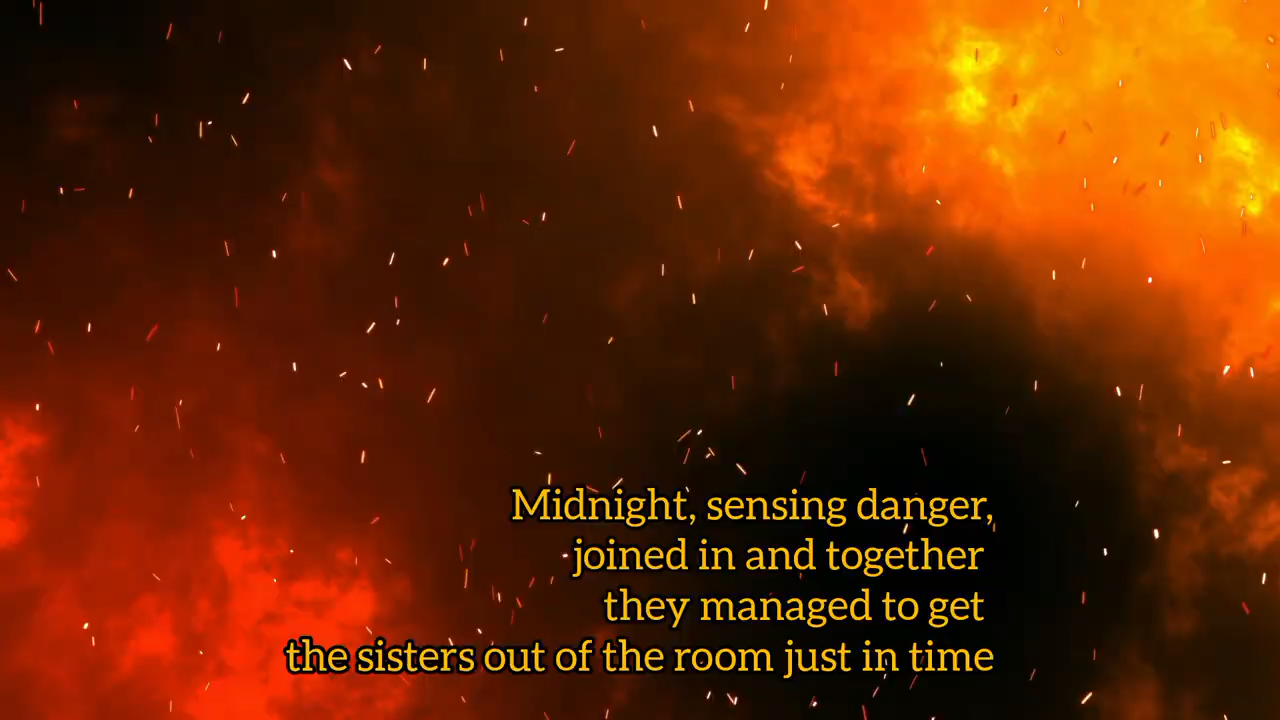 Midnight, sensing danger,
joined in and together
they managed to get
the sisters out of the room just in time